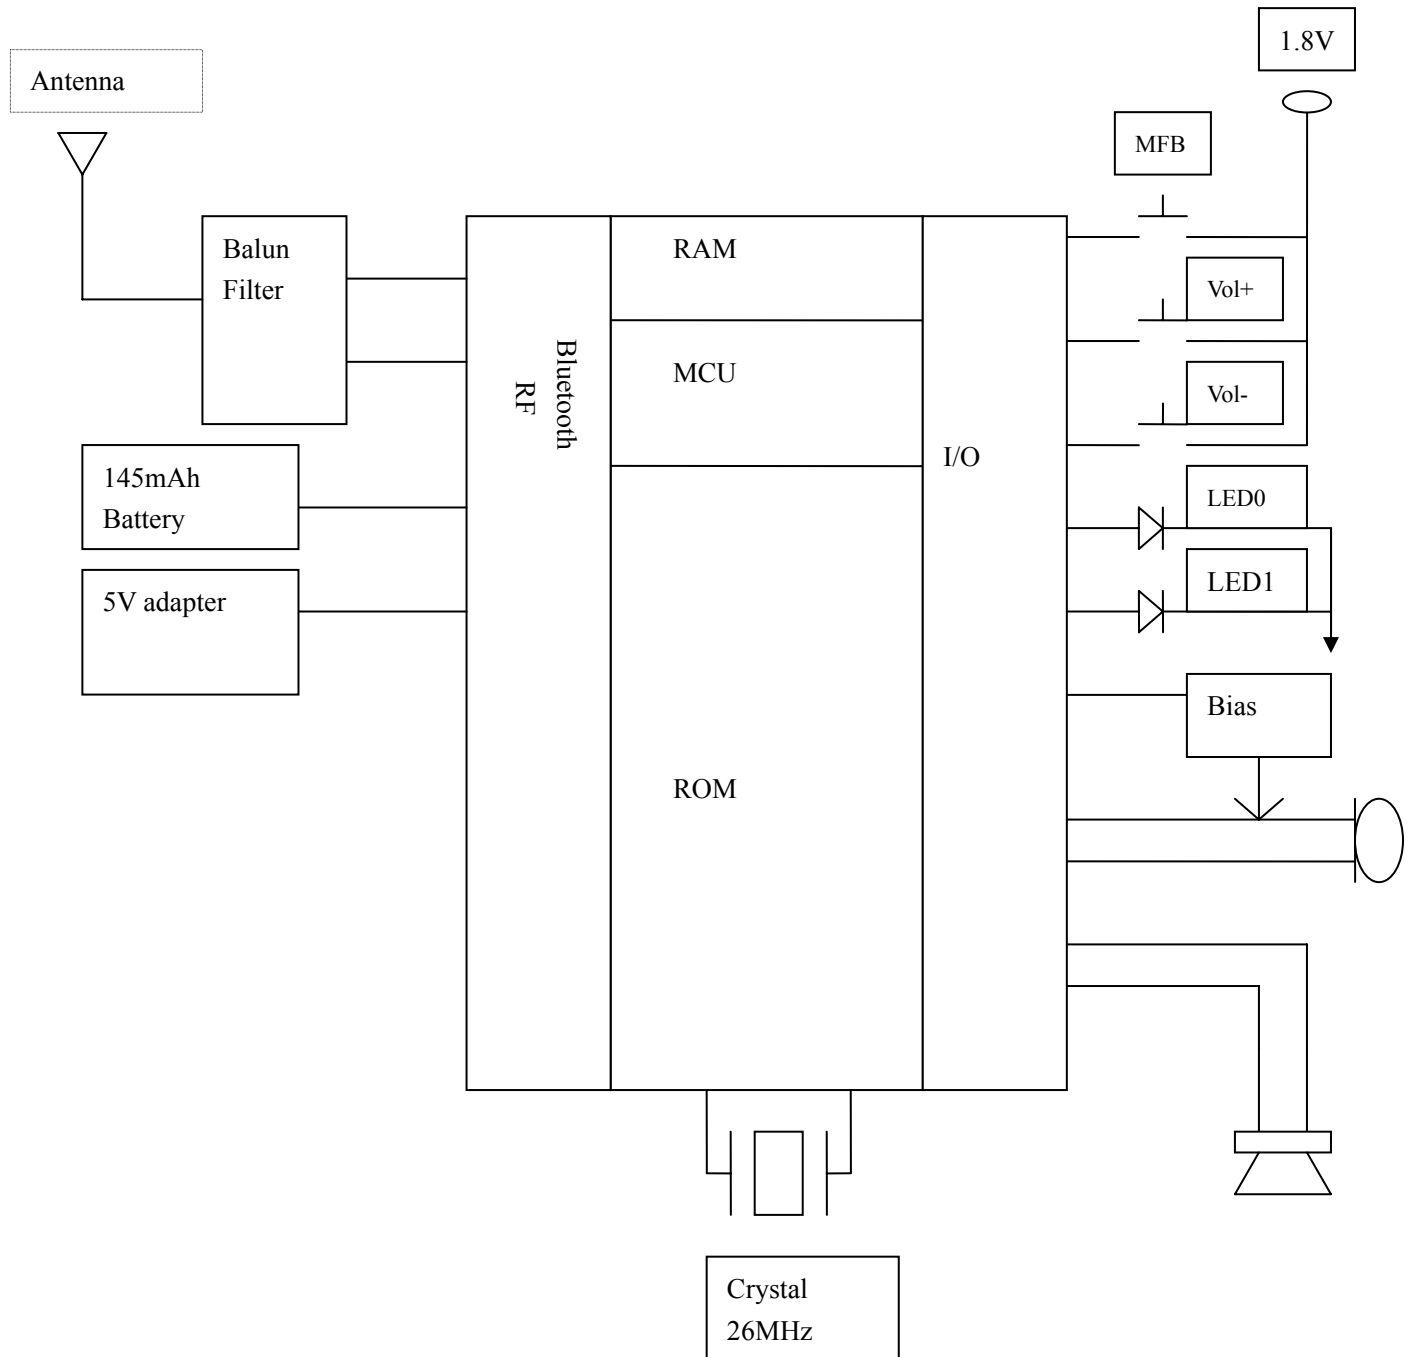 1.8V
Antenna
MFB
Balun
Filter
RAM
Vol+
Bluetooth
RF
MCU
Vol-
I/O
145mAh
Battery
LED0
5V adapter
LED1
Bias
ROM
Crystal
26MHz